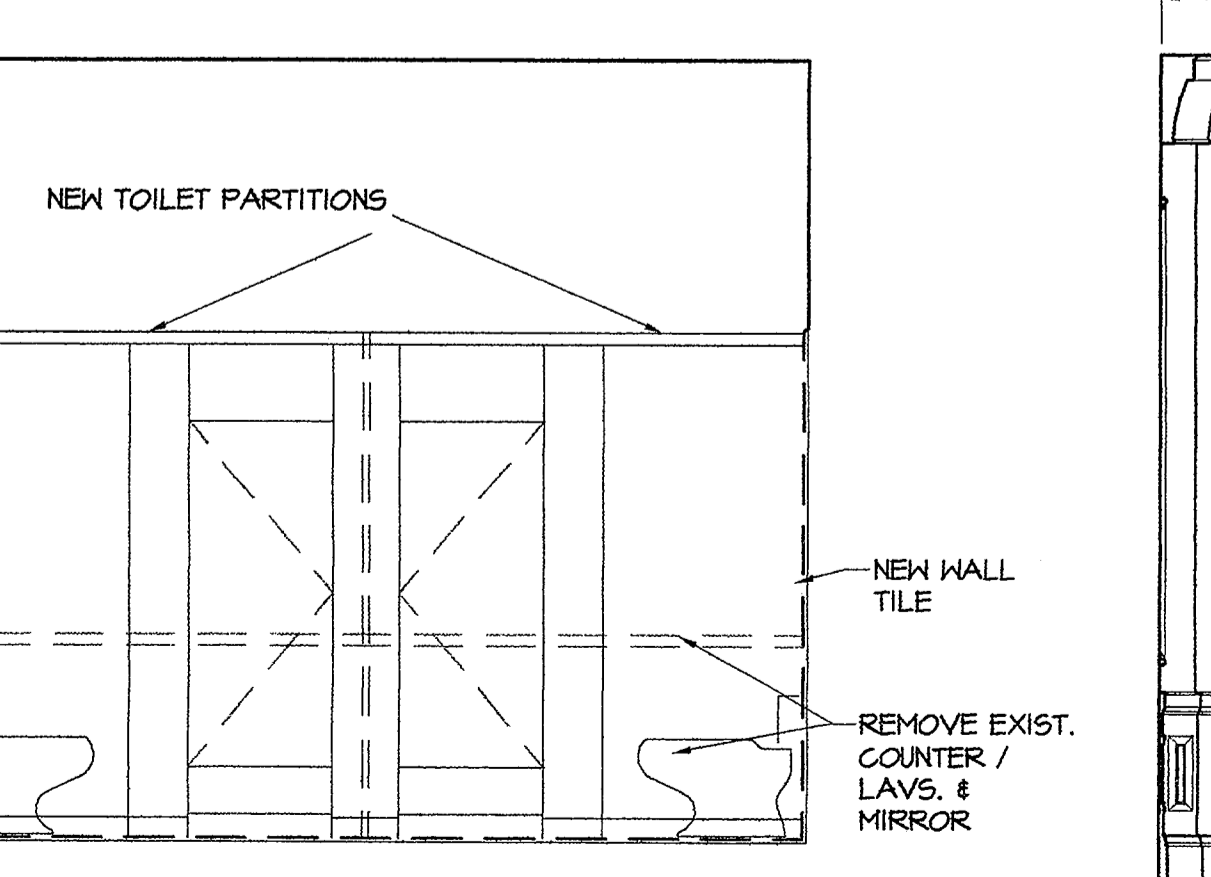 NEW TOILET PARTITIONS
NEW WALL
TILE
REMOVE EXIST.
COUNTER /
LAVS. &
MIRROR